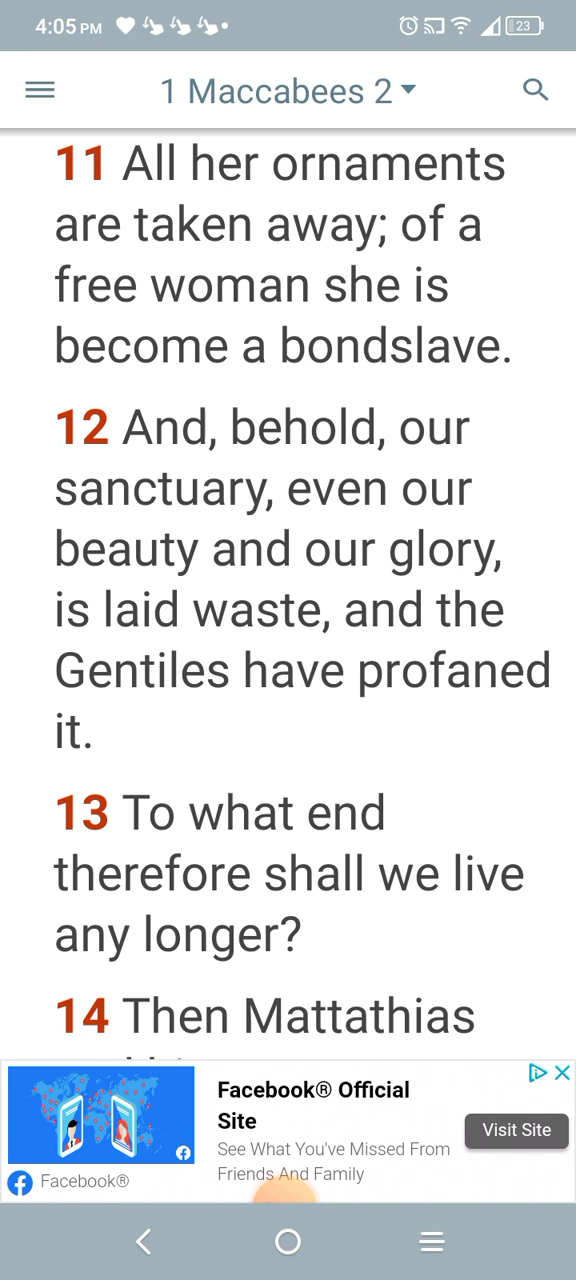 4:05 PM
23
1 Maccabees 2
11 All her ornaments
are taken away; of a
free woman she is
become a bondslave.
12 And, behold, our
sanctuary, even our
beauty and our glory,
is laid waste, and the
Gentiles have profaned
it.
13 To what end
therefore shall we live
any longer?
14 Then Mattathias
Facebook® Official
Site
See What You've Missed From
Friends And Family
Visit Site
Facebook®